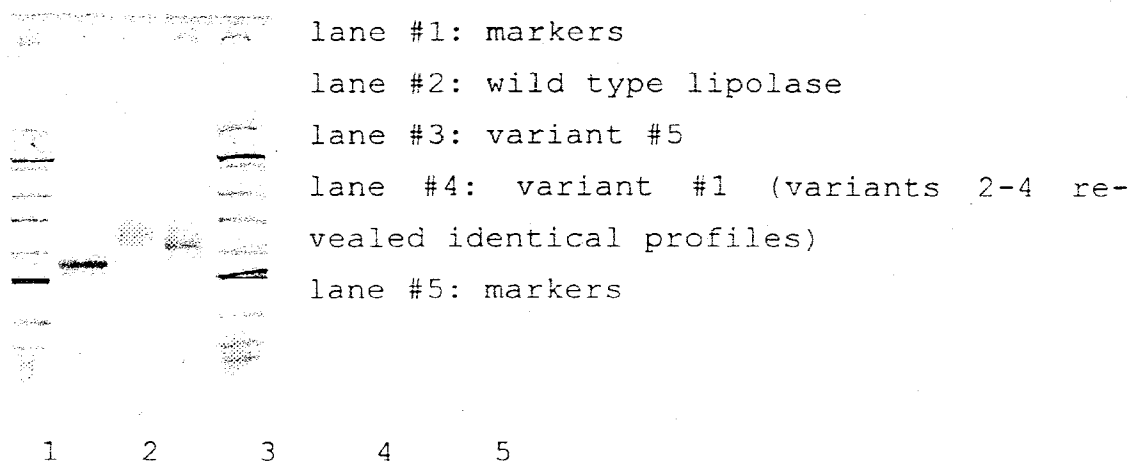 lane #1: markers
lane #2: wild type lipolase
lane #3: variant #5
lane #4: variant #1 (variants 2-4 re-
vealed identical profiles)
lane #5: markers
1 2 3 4 5